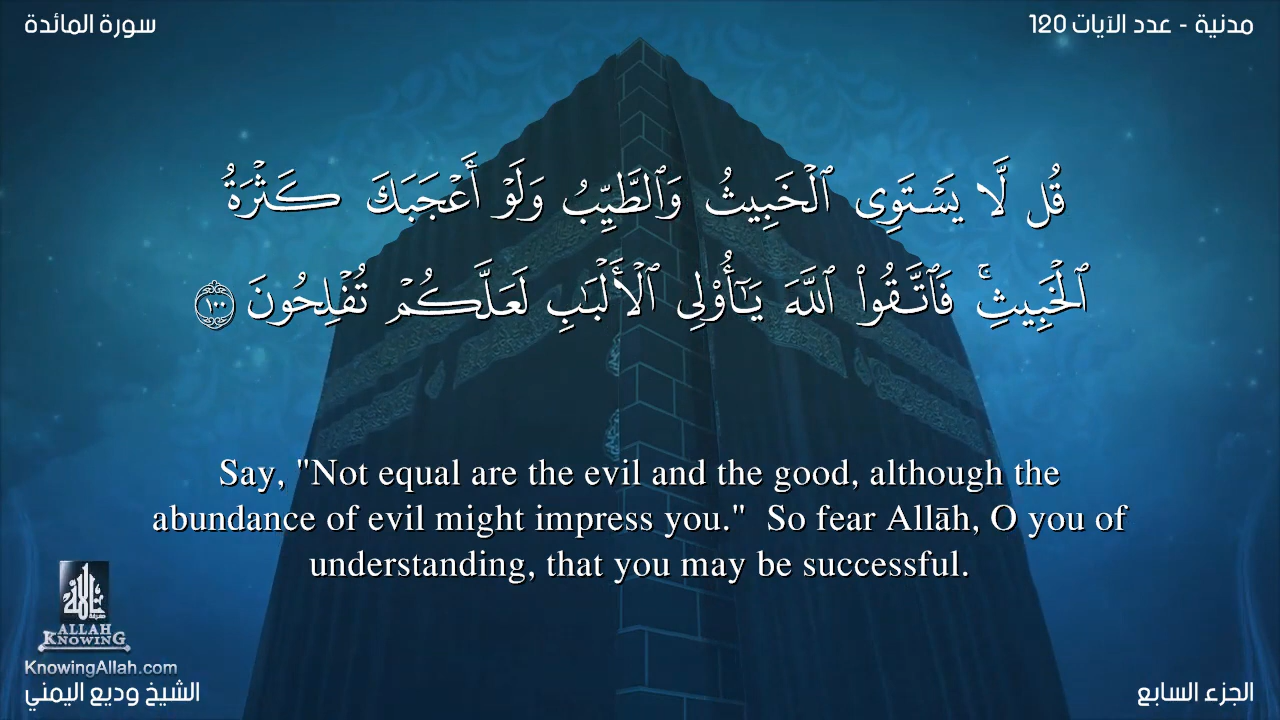 سورة المائدة
مدنية - عدد الآيات 120
قُل لَّا يَسْتَوِى ٱلْخَبِيثُ وَٱلطَّيِّبُ وَلَوْ أَعْجَبَكَ كَثْرَةُ
ٱلْخَبِيثِ ۚ فَٱتَّقُوا۟ ٱللَّهَ يَـٰٓأُو۟لِى ٱلْأَلْبَـٰبِ لَعَلَّكُمْ تُفْلِحُونَ ١٠٠
Say, "Not equal are the evil and the good, although the
abundance of evil might impress you." So fear Allāh, O you of
understanding, that you may be successful.
ALLAH
KNOWING
KnowingAllah.com
الشيخ وديع اليمني
الجزء السابع